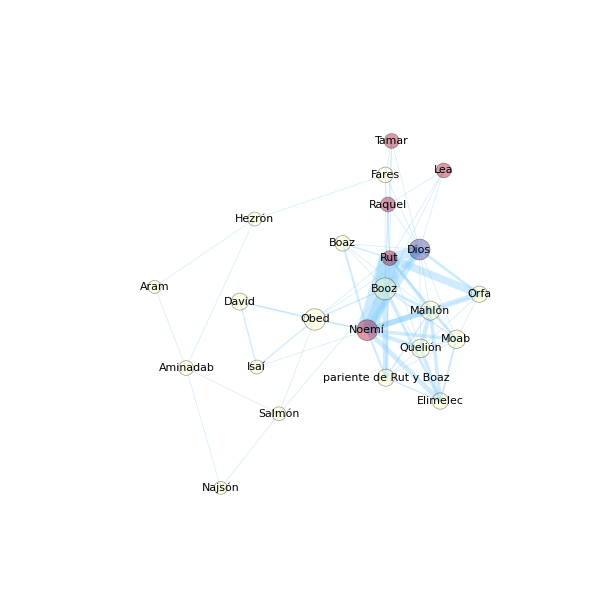 Tamar
Lea
Fares
Raquel
Hezrón
Boaz
Dios
Rut
Aram
Booz
Orfa
David
Mahlón
Obed
Noemí
Moab
Quelión
Aminadab
Isaí
pariente de Rut y Boaz
Elimelec
Salmón
Najsón